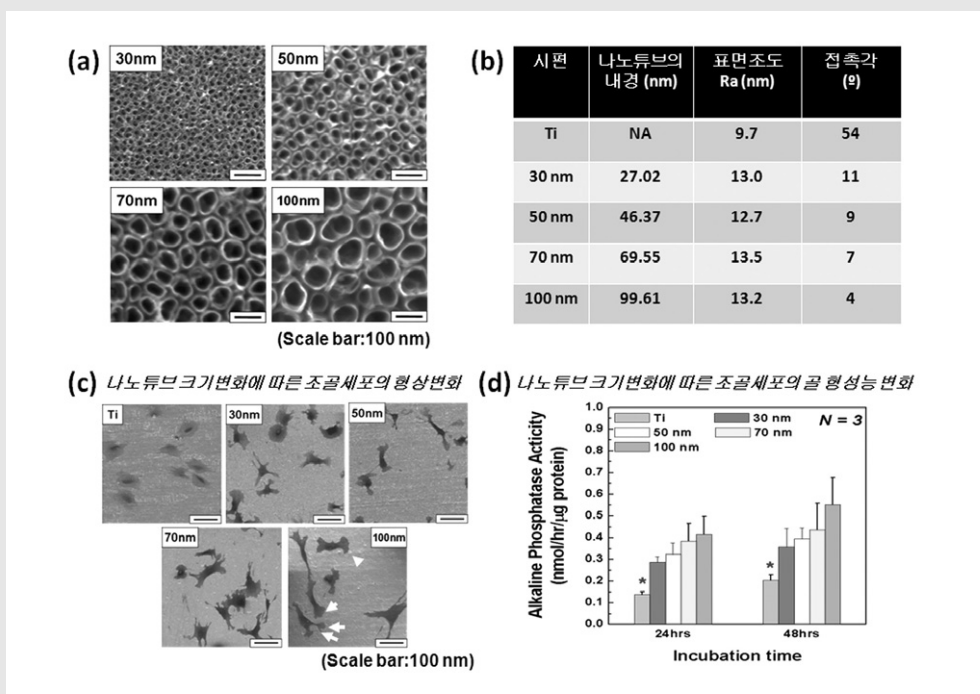 (a)
30nm
50nm
70nm
100nm
(Scale bar:100 nm)
(b)
시편 나노튜브의 내경 (nm) 표면조도 Ra (nm) 접촉각 (º)
Ti NA 9.7 54
30 nm 27.02 13.0 11
50 nm 46.37 12.7 9
70 nm 69.55 13.5 7
100 nm 99.61 13.2 4
(c) 나노튜브 크기변화에 따른 조골세포의 형상변화
Ti
30nm
50nm
70nm
100nm
(Scale bar:100 nm)
(d) 나노튜브 크기변화에 따른 조골세포의 골 형성능 변화
Alkaline Phosphatase Acticity
(nmol/hr/µg protein)
1.0
0.9
0.8
0.7
0.6
0.5
0.4
0.3
0.2
0.1
0.0
Ti 30 nm
50 nm 70 nm
100 nm
N = 3
* *
24hrs 48hrs
Incubation time